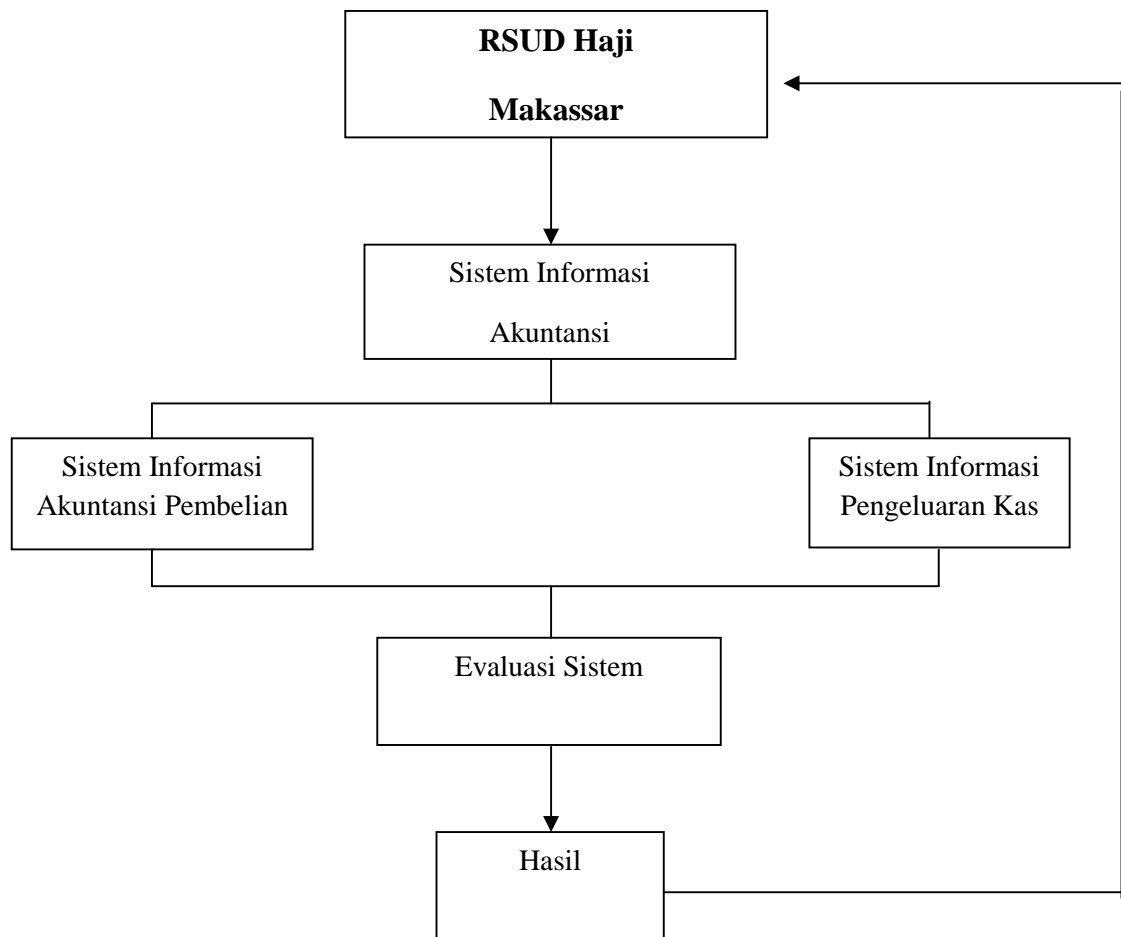 RSUD Haji
Makassar
Sistem Informasi
Akuntansi
Sistem Informasi
Akuntansi Pembelian
Sistem Informasi
Pengeluaran Kas
Evaluasi Sistem
Hasil